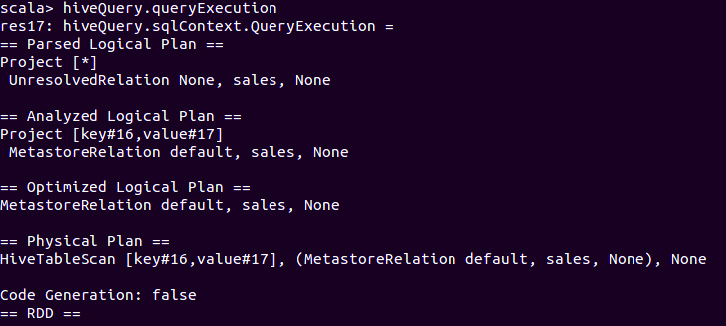 scala> hiveQuery.queryExecution
res17: hiveQuery.sqlContext.QueryExecution =
== Parsed Logical Plan ==
Project [*]
 UnresolvedRelation None, sales, None
== Analyzed Logical Plan ==
Project [key#16,value#17]
 MetastoreRelation default, sales, None
== Optimized Logical Plan ==
MetastoreRelation default, sales, None
== Physical Plan ==
HiveTableScan [key#16,value#17], (MetastoreRelation default, sales, None), None
Code Generation: false
== RDD ==